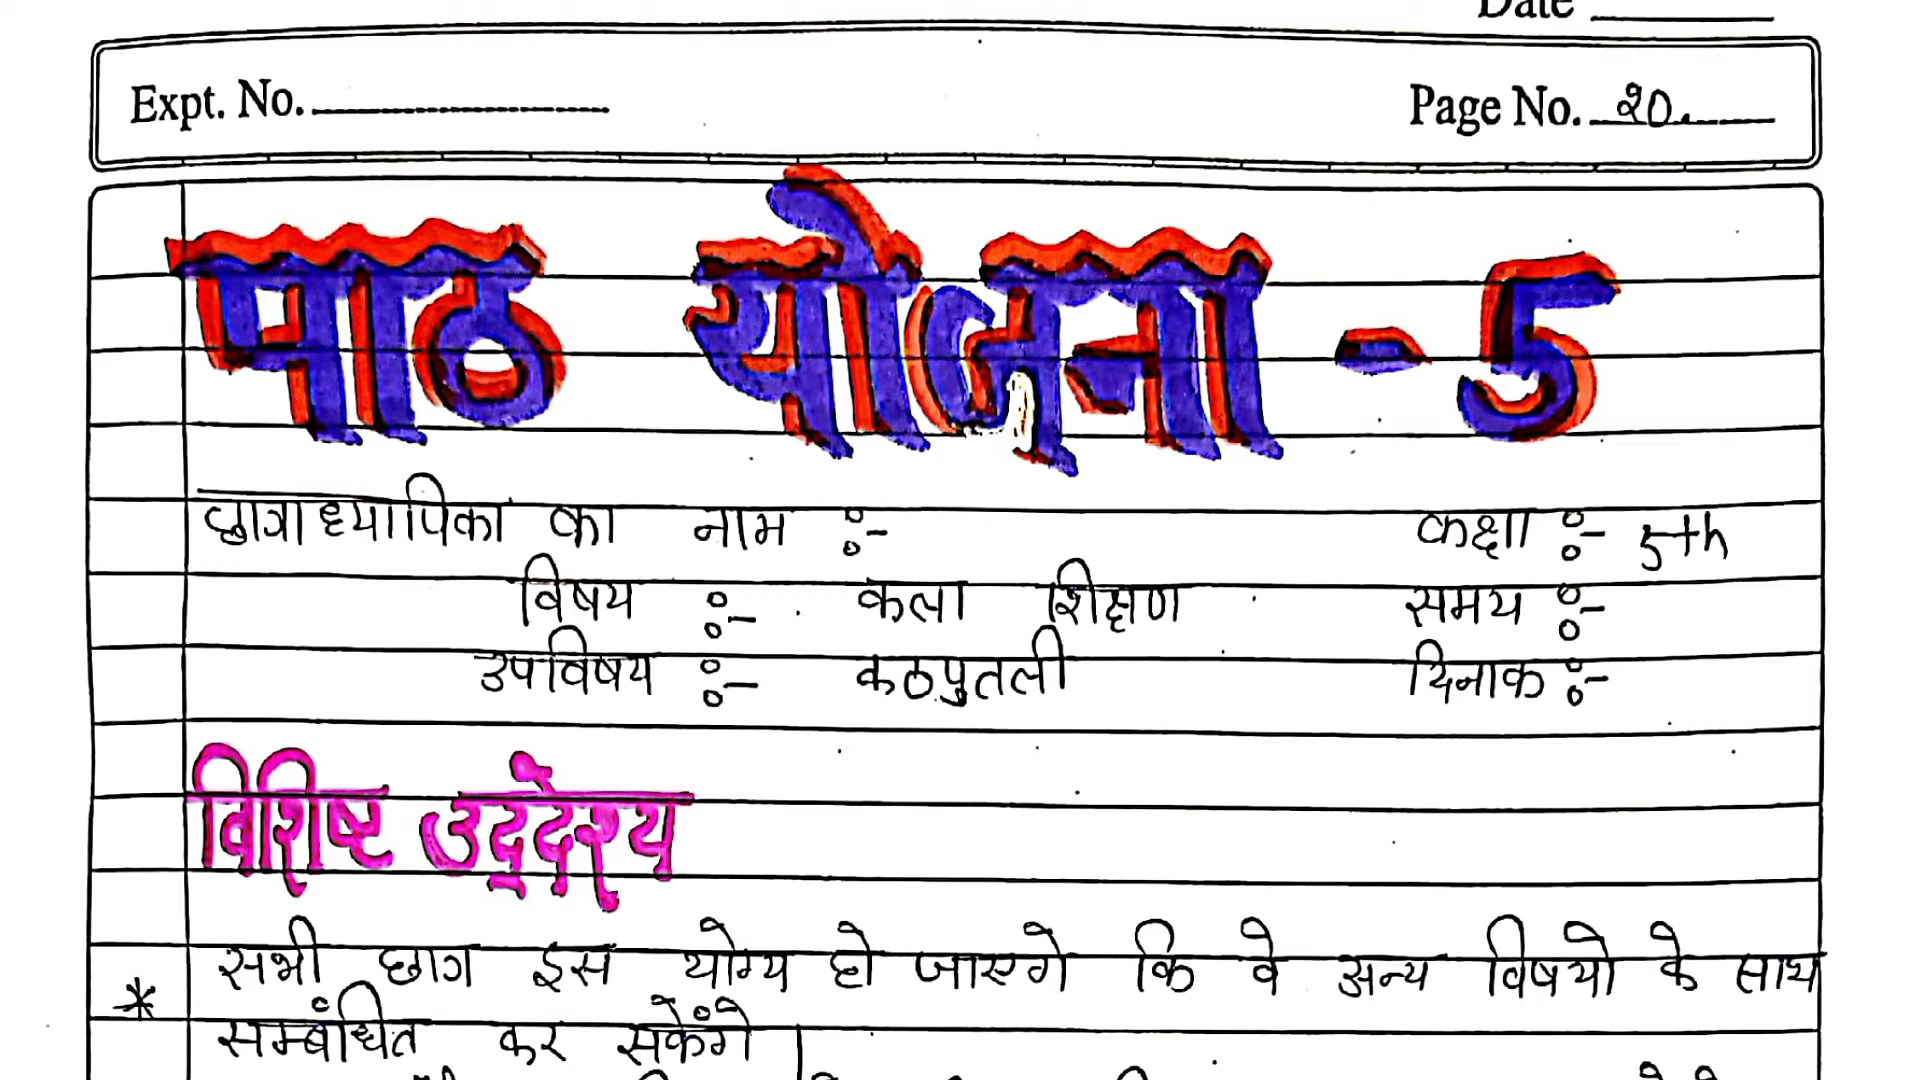 Date
Expt. No.
Page No. 20
पाठ योजना - 5
छात्राध्यापिका का नाम :- कक्षा :- 5th
विषय :- कला शिक्षण समय :-
उपविषय :- कठपुतली दिनाक :-
विशिष्ट उद्देश्य
सभी छाग इस योग्य हो जाएगे कि वे अन्य विषयो के साथ
* सम्बंधित कर सकेंगे ।